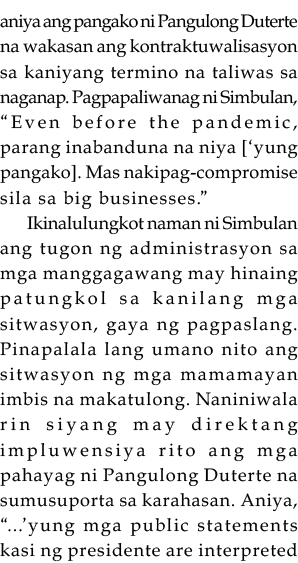 aniya ang pangako ni Pangulong Duterte
na wakasan ang kontraktuwalisasyon
sa kaniyang termino na taliwas sa
naganap. Pagpapaliwanag ni Simbulan,
“Even before the pandemic,
parang inabanduna na niya [‘yung
pangako]. Mas nakipag-compromise
sila sa big businesses.”
Ikinalulungkot naman ni Simbulan
ang tugon ng administrasyon sa
mga manggagawang may hinaing
patungkol sa kanilang mga
sitwasyon, gaya ng pagpaslang.
Pinapalala lang umano nito ang
sitwasyon ng mga mamamayan
imbis na makatulong. Naniniwala
rin siyang may direktang
impluwensiya rito ang mga
pahayag ni Pangulong Duterte na
sumusuporta sa karahasan. Aniya,
“...’yung mga public statements
kasi ng presidente are interpreted